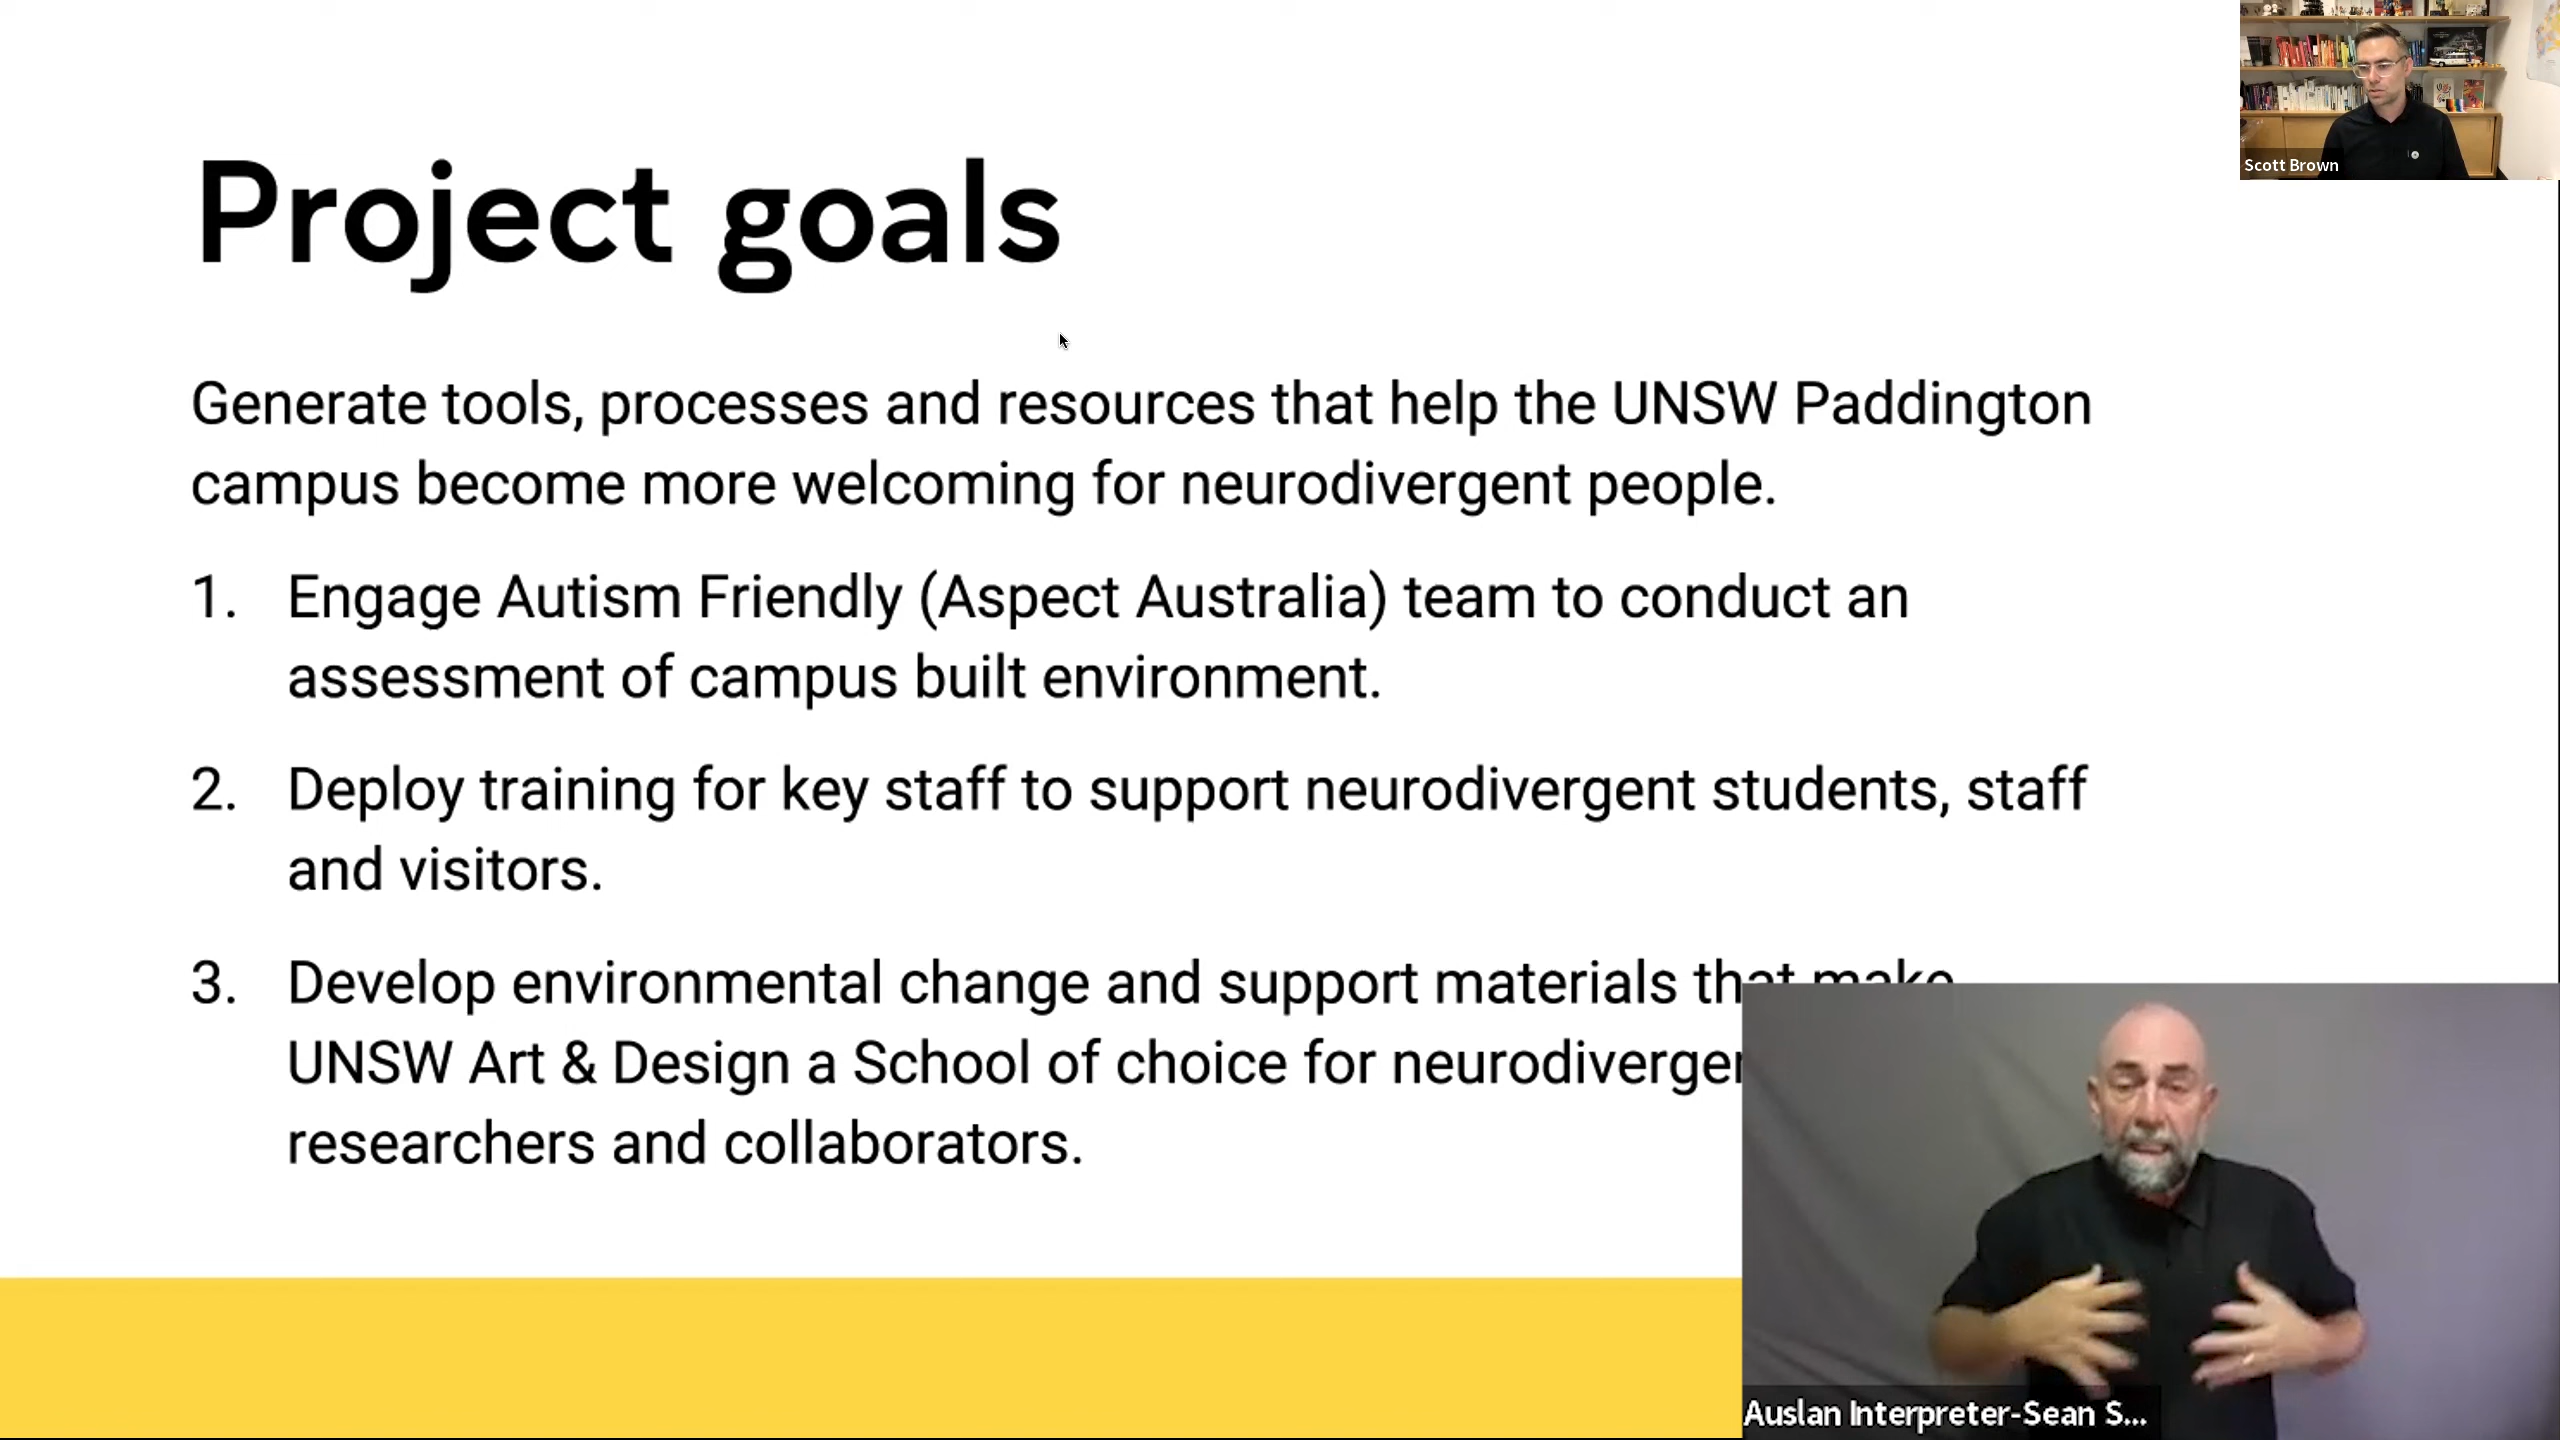 Project goals
Scott Brown
Generate tools, processes and resources that help the UNSW Paddington
campus become more welcoming for neurodivergent people.
1. Engage Autism Friendly (Aspect Australia) team to conduct an
assessment of campus built environment.
2. Deploy training for key staff to support neurodivergent students, staff
and visitors.
3. Develop environmental change and support materials that make
UNSW Art & Design a School of choice for neurodiverger
researchers and collaborators.
Auslan Interpreter-Sean S...